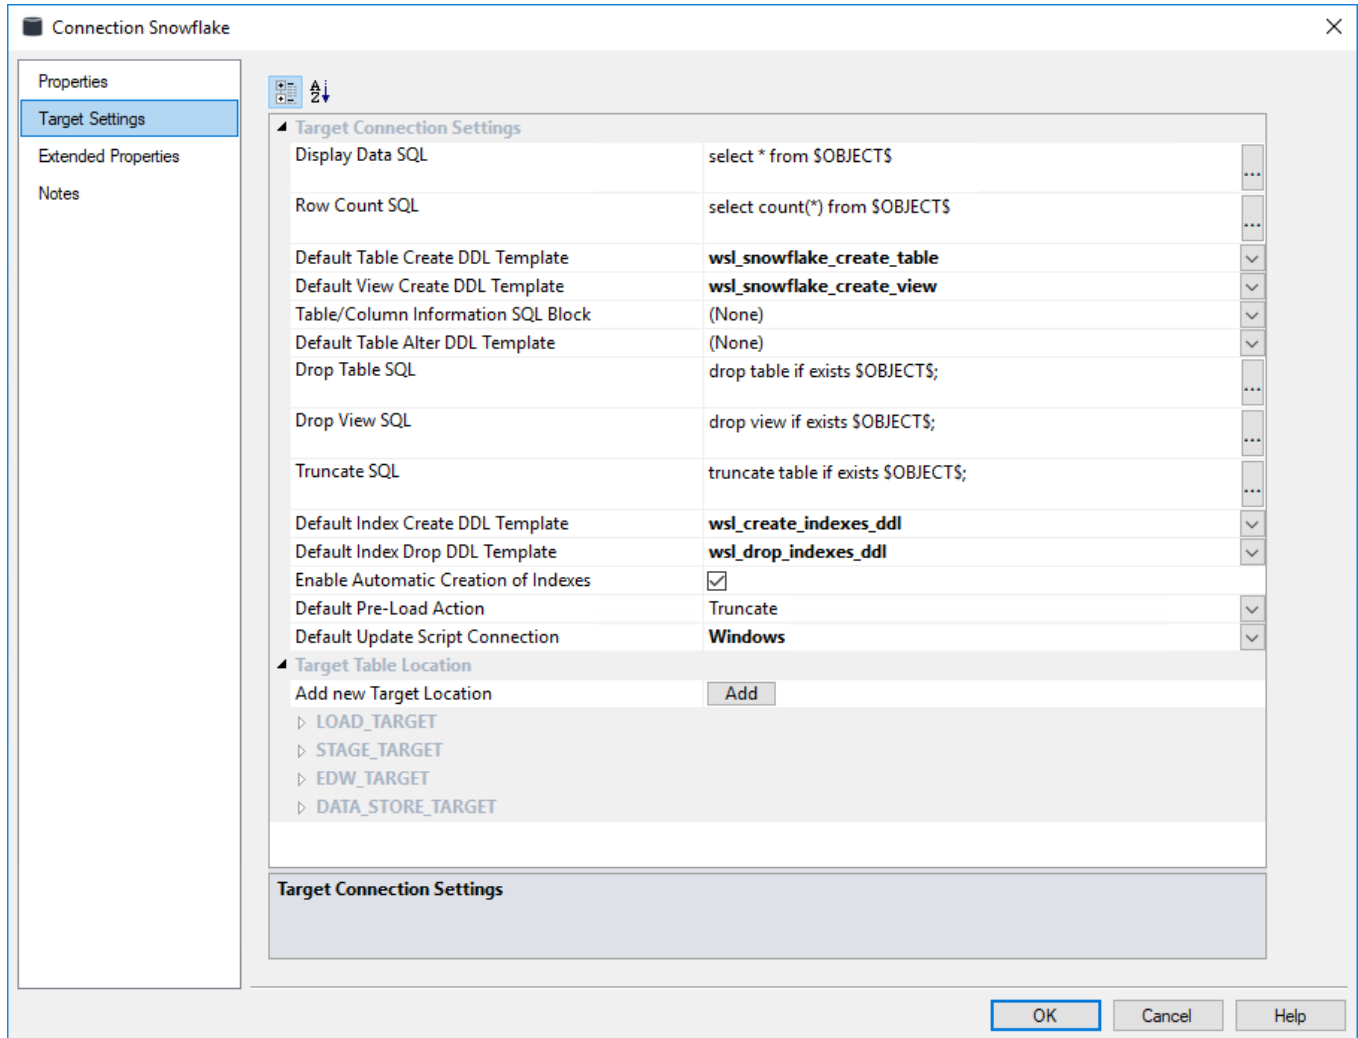 Connection Snowflake
Properties
Target Settings
Extended Properties
Notes
Target Connection Settings
Display Data SQL select * from $OBJECT$
...
Row Count SQL select count(*) from $OBJECT$
...
Default Table Create DDL Template wsl_snowflake_create_table
Default View Create DDL Template wsl_snowflake_create_view
Table/Column Information SQL Block (None)
Default Table Alter DDL Template (None)
Drop Table SQL drop table if exists $OBJECT$;
...
Drop View SQL drop view if exists $OBJECT$;
...
Truncate SQL truncate table if exists $OBJECT$;
...
Default Index Create DDL Template wsl_create_indexes_ddl
Default Index Drop DDL Template wsl_drop_indexes_ddl
Enable Automatic Creation of Indexes
Default Pre-Load Action Truncate
Default Update Script Connection Windows
Target Table Location
Add new Target Location Add
LOAD_TARGET
STAGE_TARGET
EDW_TARGET
DATA_STORE_TARGET
Target Connection Settings
OK Cancel Help